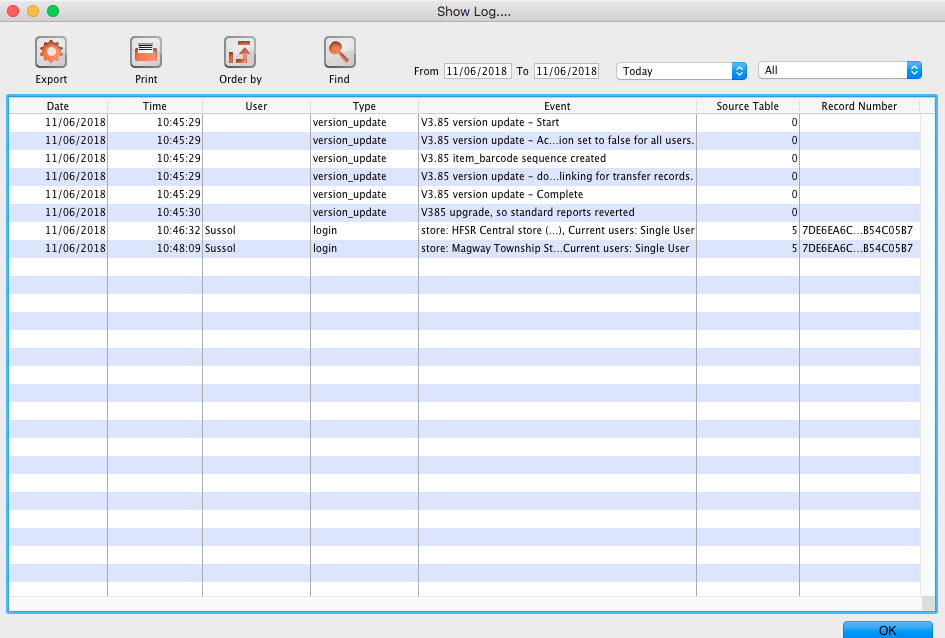 Show Log....
Export Print Order by Find From 11/06/2018 To 11/06/2018 Today All
Date Time User Type Event Source Table Record Number
11/06/2018 10:45:29 version_update V3.85 version update – Start 0
11/06/2018 10:45:29 version_update V3.85 version update – Ac...ion set to false for all users. 0
11/06/2018 10:45:29 version_update V3.85 item_barcode sequence created 0
11/06/2018 10:45:29 version_update V3.85 version update – do...linking for transfer records. 0
11/06/2018 10:45:29 version_update V3.85 version update – Complete 0
11/06/2018 10:45:30 version_update V385 upgrade, so standard reports reverted 0
11/06/2018 10:46:32 Sussol login store: HFSR Central store (...), Current users: Single User 5 7DE6EA6C...B54C05B7
11/06/2018 10:48:09 Sussol login store: Magway Township St...Current users: Single User 5 7DE6EA6C...B54C05B7
OK